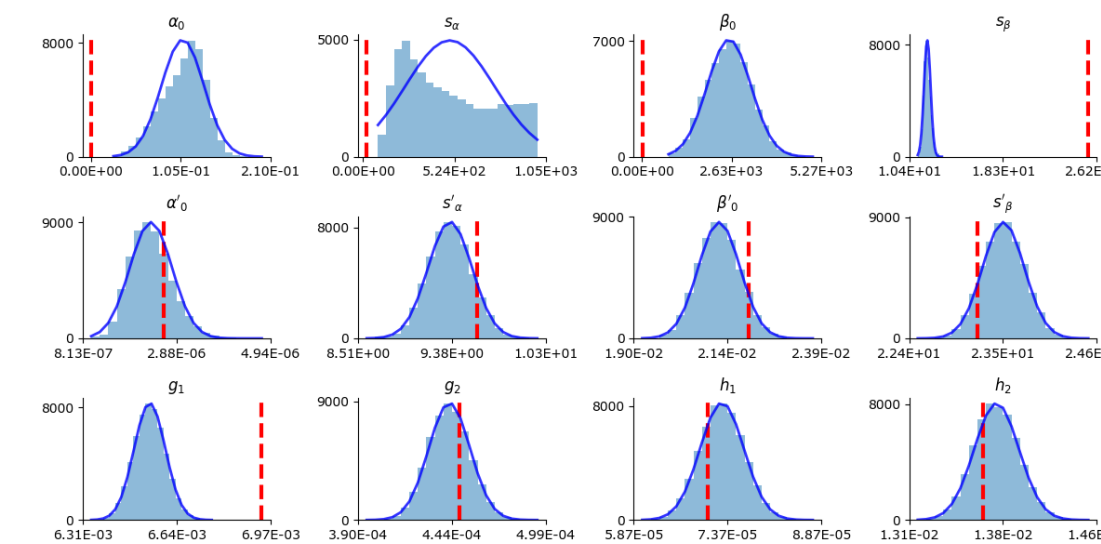 α₀ s_α β₀ s_β
8000 5000 7000 8000
0 0 0 0
0.00E+00 1.05E-01 2.10E-01 0.00E+00 5.24E+02 1.05E+03 0.00E+00 2.63E+03 5.27E+03 1.04E+01 1.83E+01 2.62E
α'₀ s'_α β'₀ s'_β
9000 8000 9000 9000
0 0 0 0
8.13E-07 2.88E-06 4.94E-06 8.51E+00 9.38E+00 1.03E+01 1.90E-02 2.14E-02 2.39E-02 2.24E+01 2.35E+01 2.46E
g₁ g₂ h₁ h₂
8000 9000 8000 8000
0 0 0 0
6.31E-03 6.64E-03 6.97E-03 3.90E-04 4.44E-04 4.99E-04 5.87E-05 7.37E-05 8.87E-05 1.31E-02 1.38E-02 1.46E